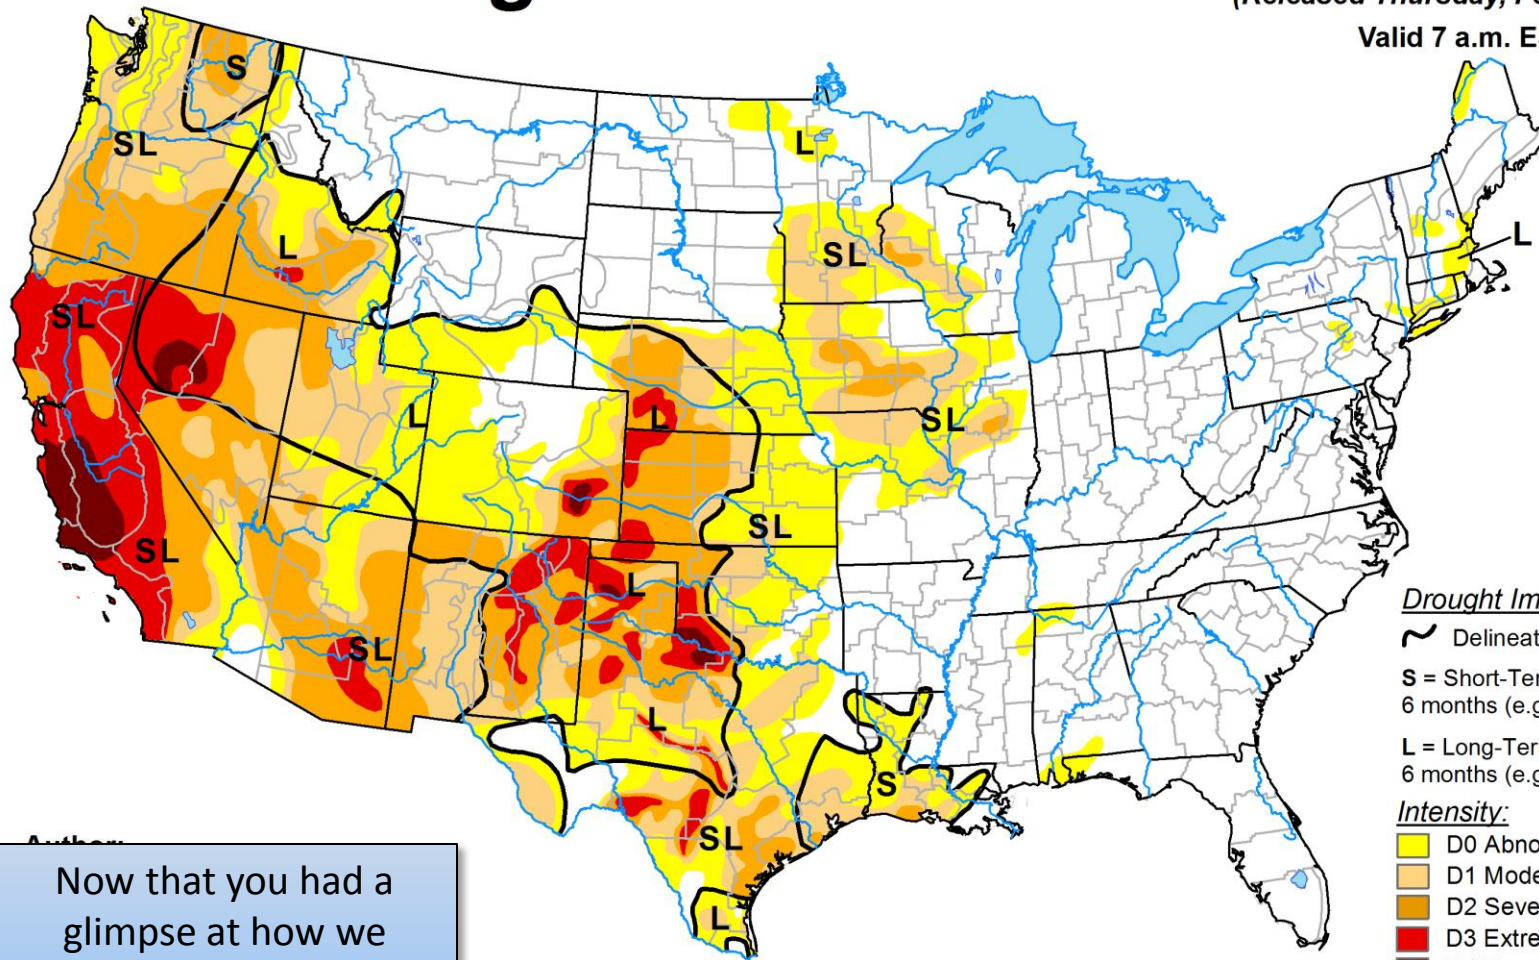 g
Valid 7 a.m. E
S
SL
L
SL
L
SL
L
L
SL
L
L
SL
SL
SL
L
SL
L
S
SL
L
Drought Im
Delineat
S = Short-Ter
6 months (e.g
L = Long-Ter
6 months (e.g
Intensity:
D0 Abno
D1 Mode
D2 Seve
D3 Extre
Author:
Now that you had a
glimpse at how we